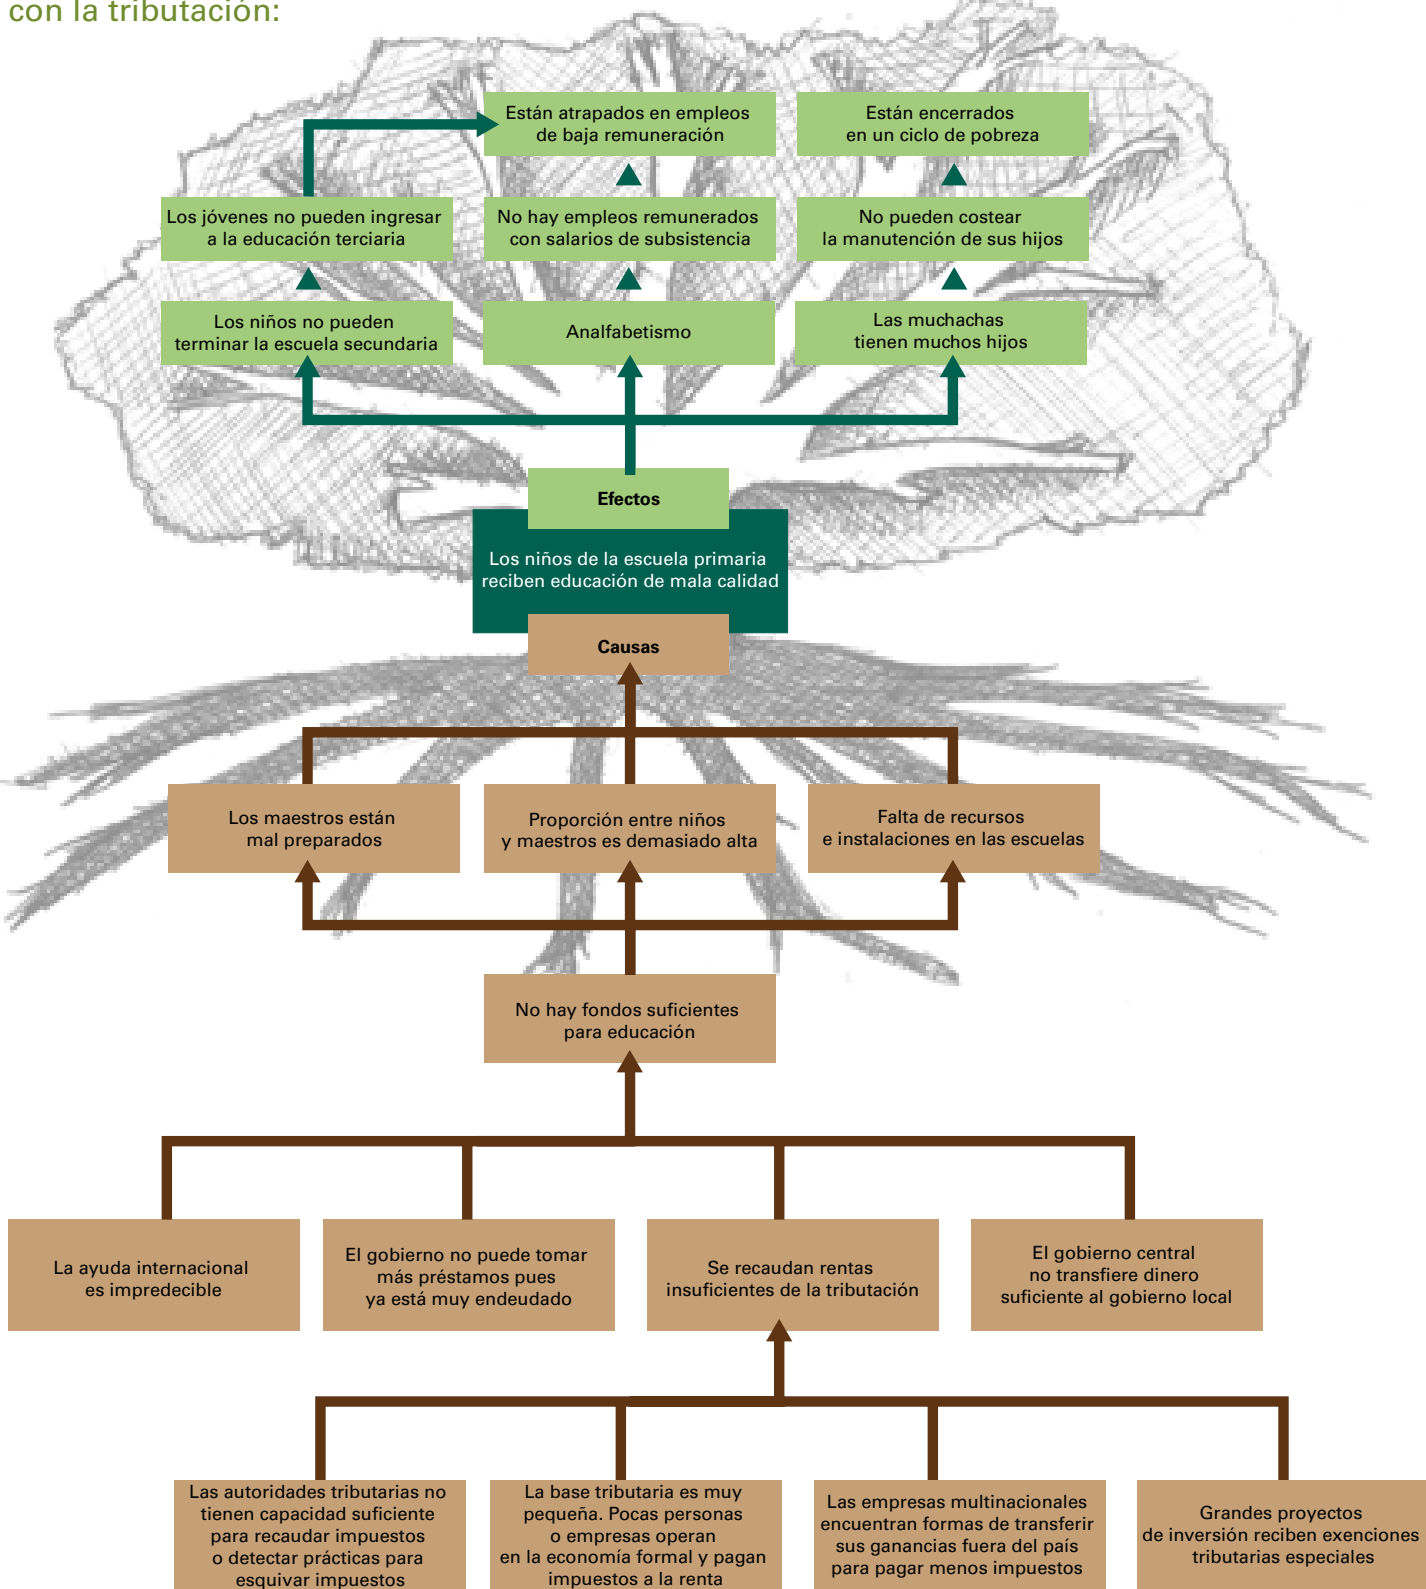 con la tributación:
Están atrapados en empleos
de baja remuneración
Están encerrados
en un ciclo de pobreza
Los jóvenes no pueden ingresar
a la educación terciaria
No hay empleos remunerados
con salarios de subsistencia
No pueden costear
la manutención de sus hijos
Los niños no pueden
terminar la escuela secundaria
Analfabetismo
Las muchachas
tienen muchos hijos
Efectos
Los niños de la escuela primaria
reciben educación de mala calidad
Causas
Los maestros están
mal preparados
Proporción entre niños
y maestros es demasiado alta
Falta de recursos
e instalaciones en las escuelas
No hay fondos suficientes
para educación
La ayuda internacional
es impredecible
El gobierno no puede tomar
más préstamos pues
ya está muy endeudado
Se recaudan rentas
insuficientes de la tributación
El gobierno central
no transfiere dinero
suficiente al gobierno local
Las autoridades tributarias no
tienen capacidad suficiente
para recaudar impuestos
o detectar prácticas para
esquivar impuestos
La base tributaria es muy
pequeña. Pocas personas
o empresas operan
en la economía formal y pagan
impuestos a la renta
Las empresas multinacionales
encuentran formas de transferir
sus ganancias fuera del país
para pagar menos impuestos
Grandes proyectos
de inversión reciben exenciones
tributarias especiales